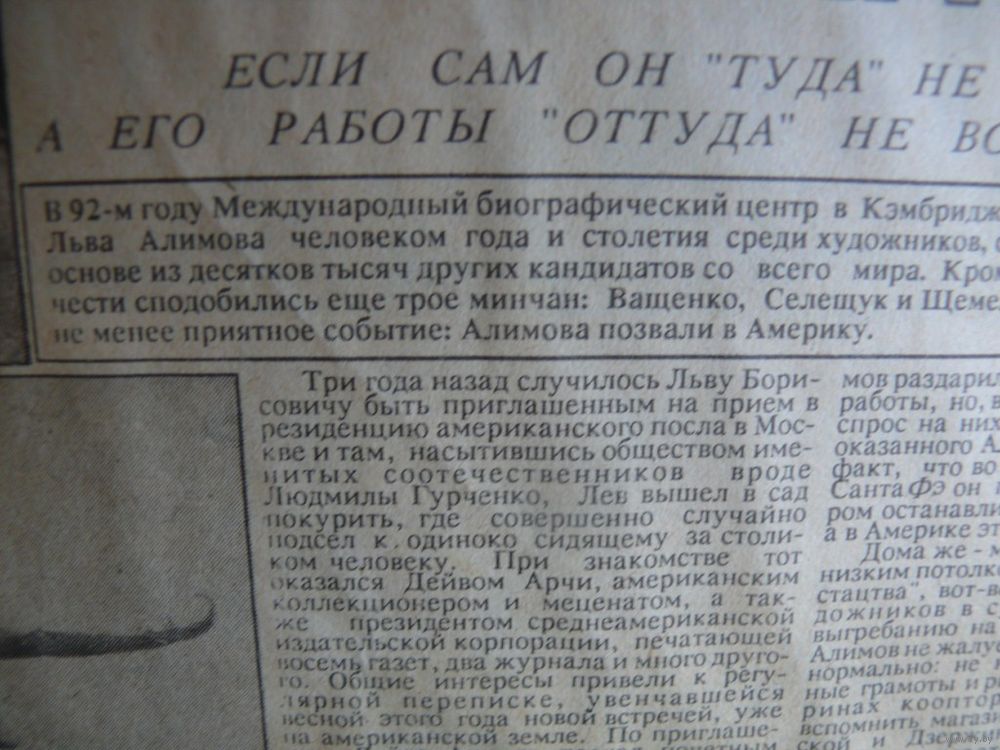 ЕСЛИ САМ ОН "ТУДА" НЕ
А ЕГО РАБОТЫ "ОТТУДА" НЕ
В 92-м году Международный биографический центр в Кэмбридж
Льва Алимова человеком года и столетия среди художников,
основе из десятков тысяч других кандидатов со всего мира. Кро
чести сподобились еще трое минчан: Ващенко, Селещук и Щеме
не менее приятное событие: Алимова позвали в Америку.
Три года назад случилось Льву Бори-
совичу быть приглашенным на прием в
резиденцию американского посла в Мос-
кве и там, насытившись обществом име-
нитых соотечественников вроде
Людмилы Гурченко, Лев вышел в сад
покурить, где совершенно случайно
подсел к одиноко сидящему за столи-
ком человеку. При знакомстве тот
оказался Дейвом Арчи, американским
коллекционером и меценатом, а так-
же президентом среднеамериканской
издательской корпорации, печатающей
восемь газет, два журнала и много друго-
го. Общие интересы привели к регу-
лярной переписке, увенчавшейся
весной этого года новой встречей, уже
на американской земле. По приглаше-
мов раздарил
работы, но, в
спрос на них
оказанного А
факт, что во
Санта Фэ он
ром останавли
а в Америке эт
Дома же - м
низким потолко
стацтва", вот-в
дожников в с
выгребанию на
Алимов не жалуе
нормально: не
ные грамоты и р
ринах кооптор
вспомнить магази
ской и Дзе